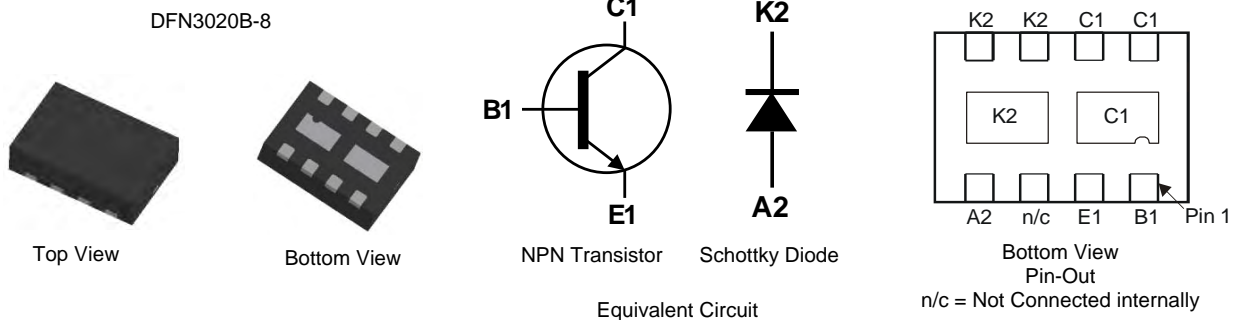 DFN3020B-8
Top View
Bottom View
C1
B1
E1
NPN Transistor
K2
A2
Schottky Diode
Equivalent Circuit
K2 K2 C1 C1
K2 C1
A2 n/c E1 B1 Pin 1
Bottom View
Pin-Out
n/c = Not Connected internally